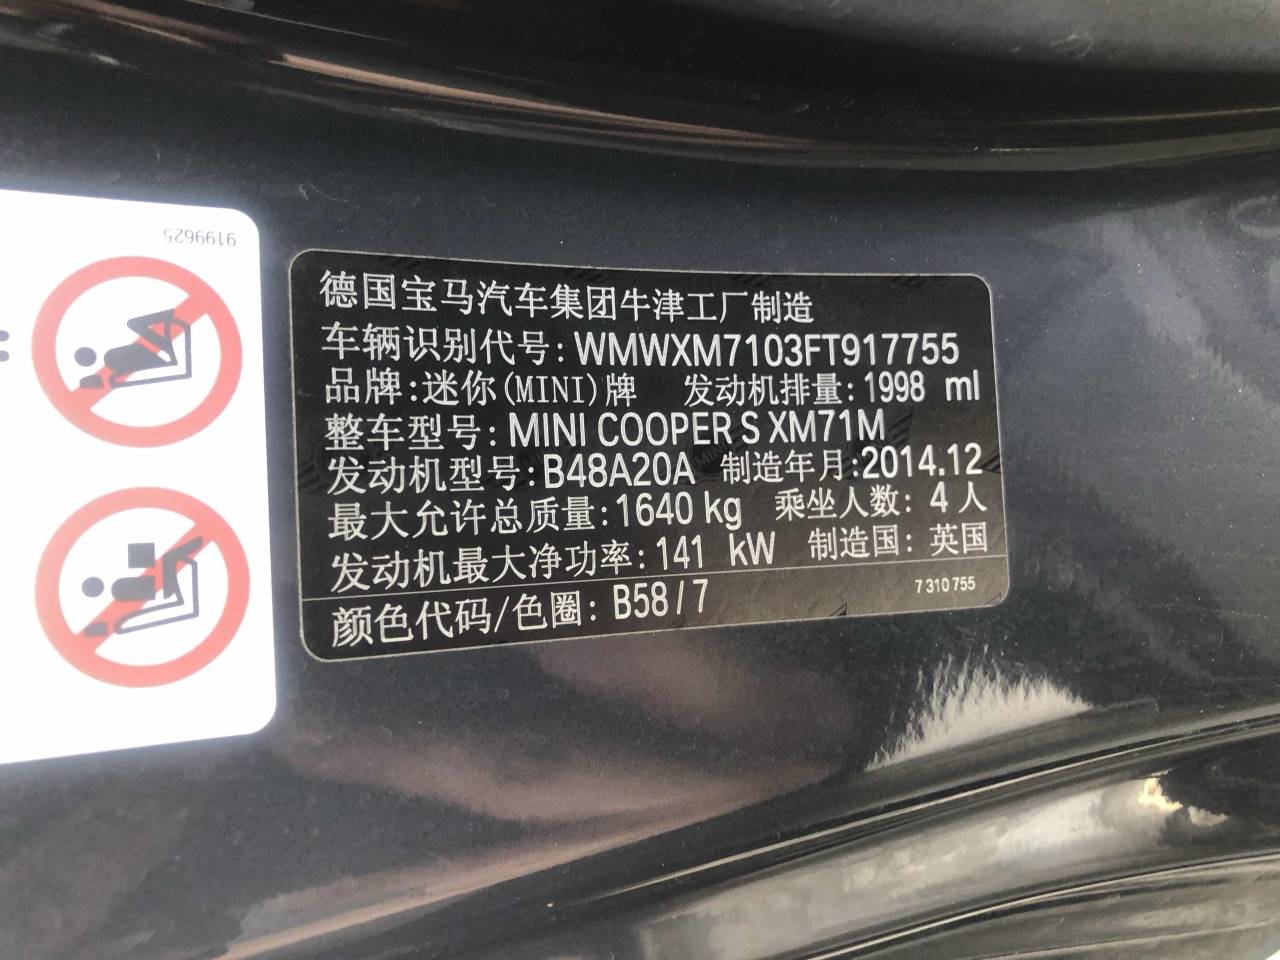 9199625
德国宝马汽车集团牛津工厂制造
车辆识别代号: WMWXM7103FT917755
品牌:迷你(MINI)牌 发动机排量: 1998 ml
整车型号: MINI COOPER S XM71M
发动机型号: B48A20A 制造年月:2014.12
最大允许总质量: 1640 kg 乘坐人数: 4 人
发动机最大净功率: 141 kW 制造国: 英国
颜色代码/色圈: B58 / 7 7 310 755